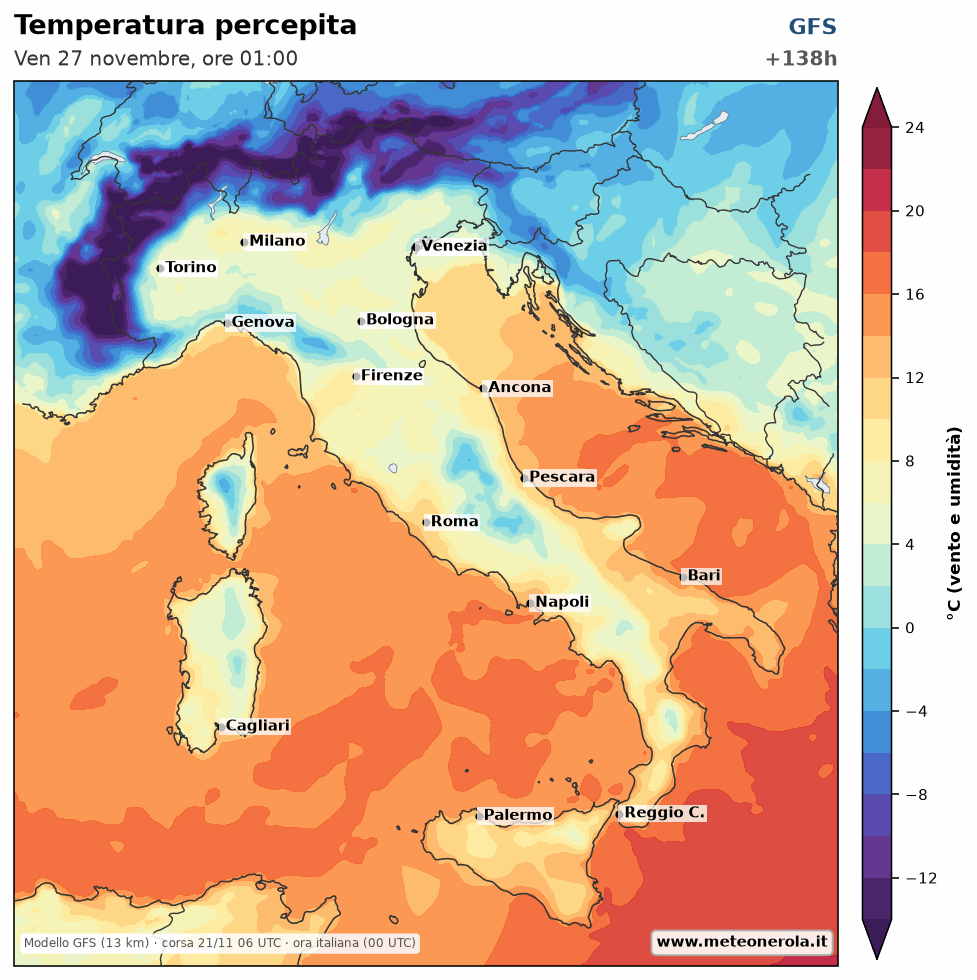 Temperatura percepita
GFS
Ven 27 novembre, ore 01:00
+138h
Milano
Venezia
Torino
Genova
Bologna
Firenze
Ancona
Pescara
Roma
Bari
Napoli
Cagliari
Palermo
Reggio C.
24
20
16
12
8
4
0
−4
−8
−12
°C (vento e umidità)
Modello GFS (13 km) · corsa 21/11 06 UTC · ora italiana (00 UTC)
www.meteonerola.it